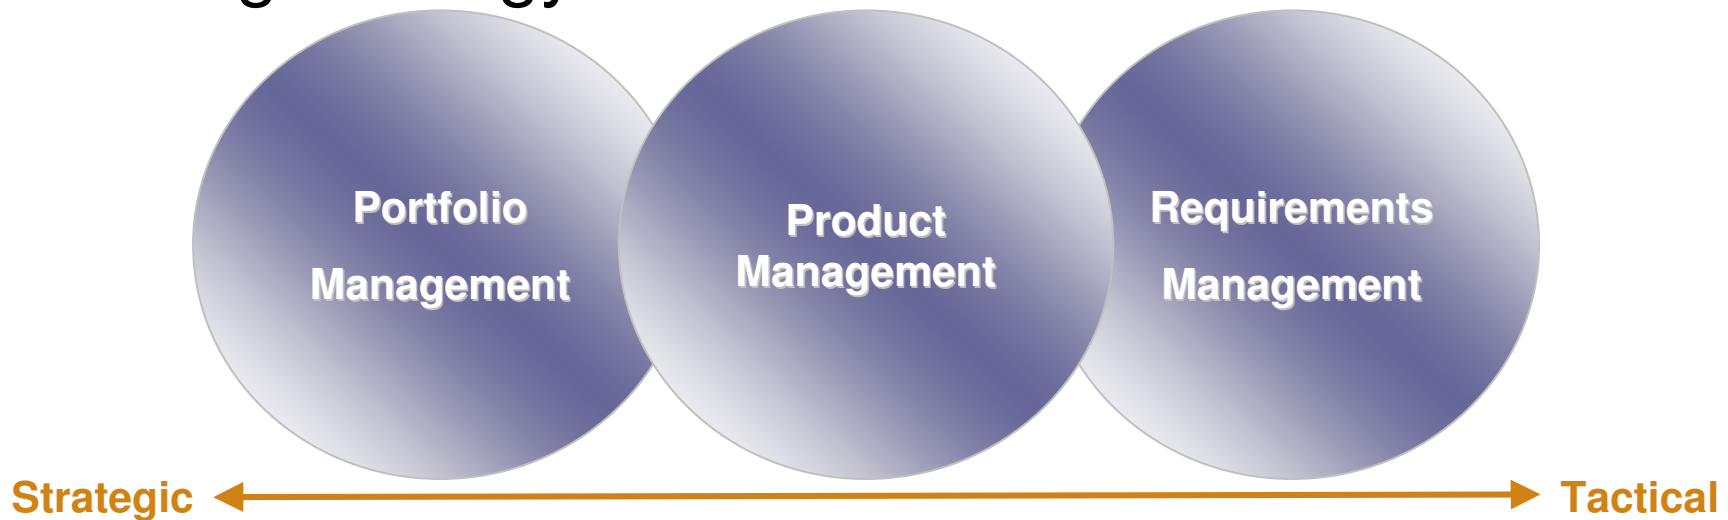 Portfolio
Management
Product
Management
Requirements
Management
Strategic
Tactical